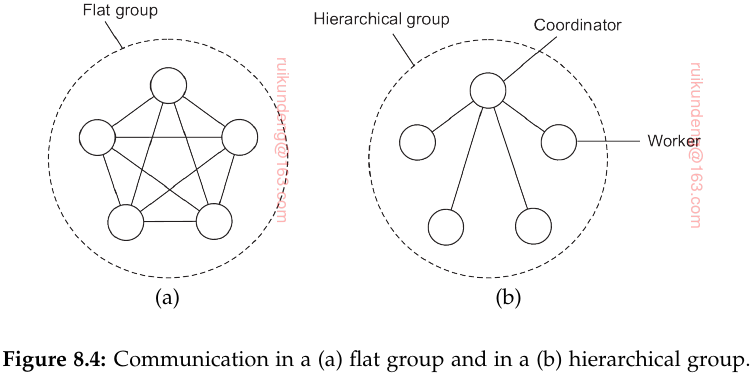 Flat group
Hierarchical group
Coordinator
Worker
ruikundeng@163.com
ruikundeng@163.com
(a)
(b)
Figure 8.4: Communication in a (a) flat group and in a (b) hierarchical group.